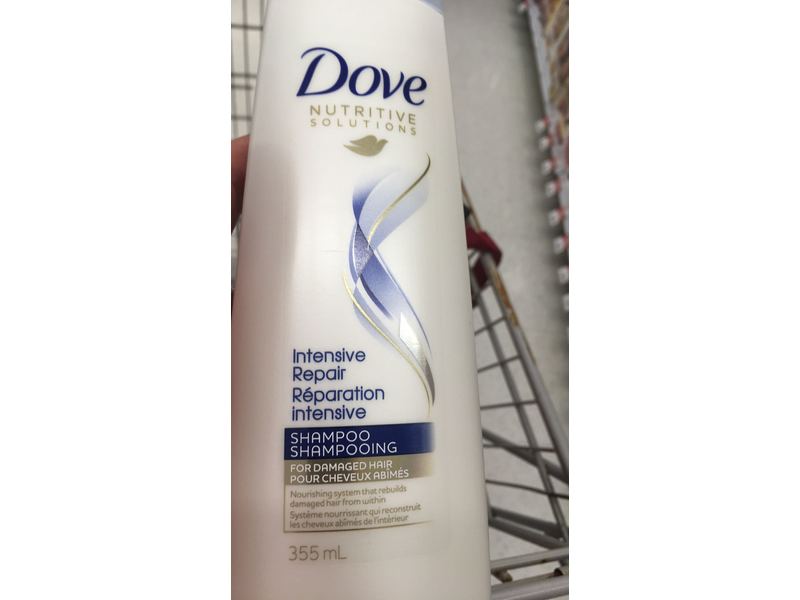 Dove
NUTRITIVE
SOLUTIONS
Intensive
Repair
Réparation
intensive
SHAMPOO
SHAMPOOING
FOR DAMAGED HAIR
POUR CHEVEUX ABÎMÉS
Nourishing system that rebuilds
damaged hair from within
Système nourrissant qui reconstruit
les cheveux abîmés de l'intérieur
355 mL